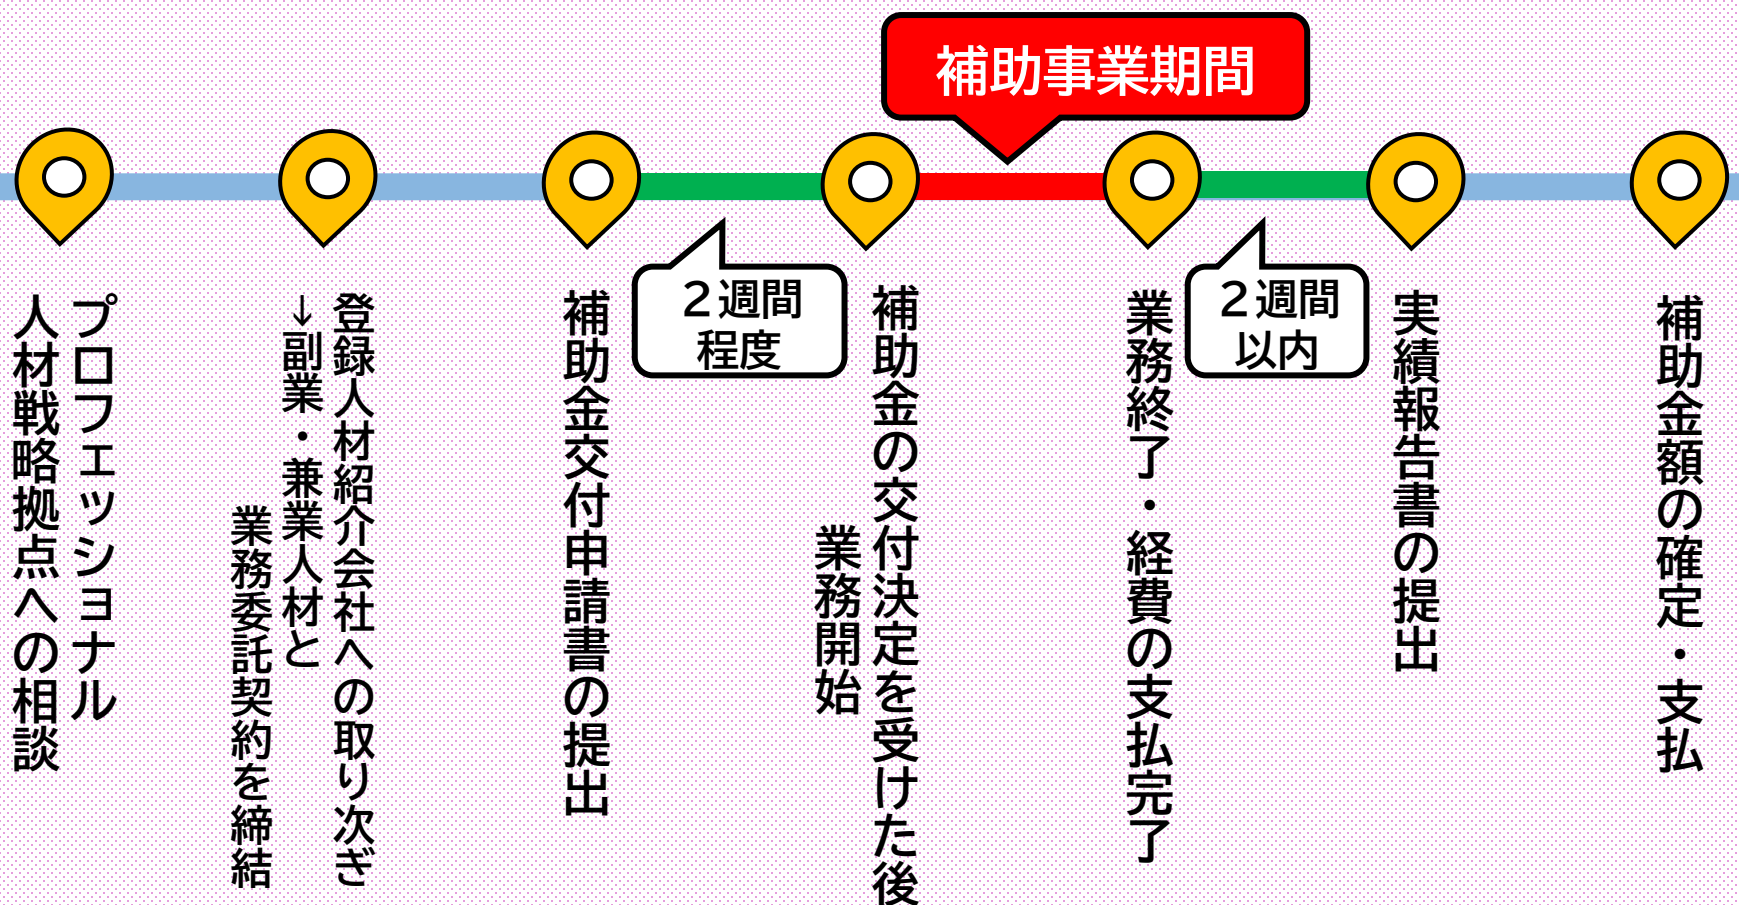 補助事業期間
プロフェッショナル
人材戦略拠点への相談
登録人材紹介会社への取り次ぎ
→副業・兼業人材と
業務委託契約を締結
補助金交付申請書の提出
２週間
程度
補助金の交付決定を受けた後
業務開始
業務終了・経費の支払完了
２週間
以内
実績報告書の提出
補助金額の確定・支払